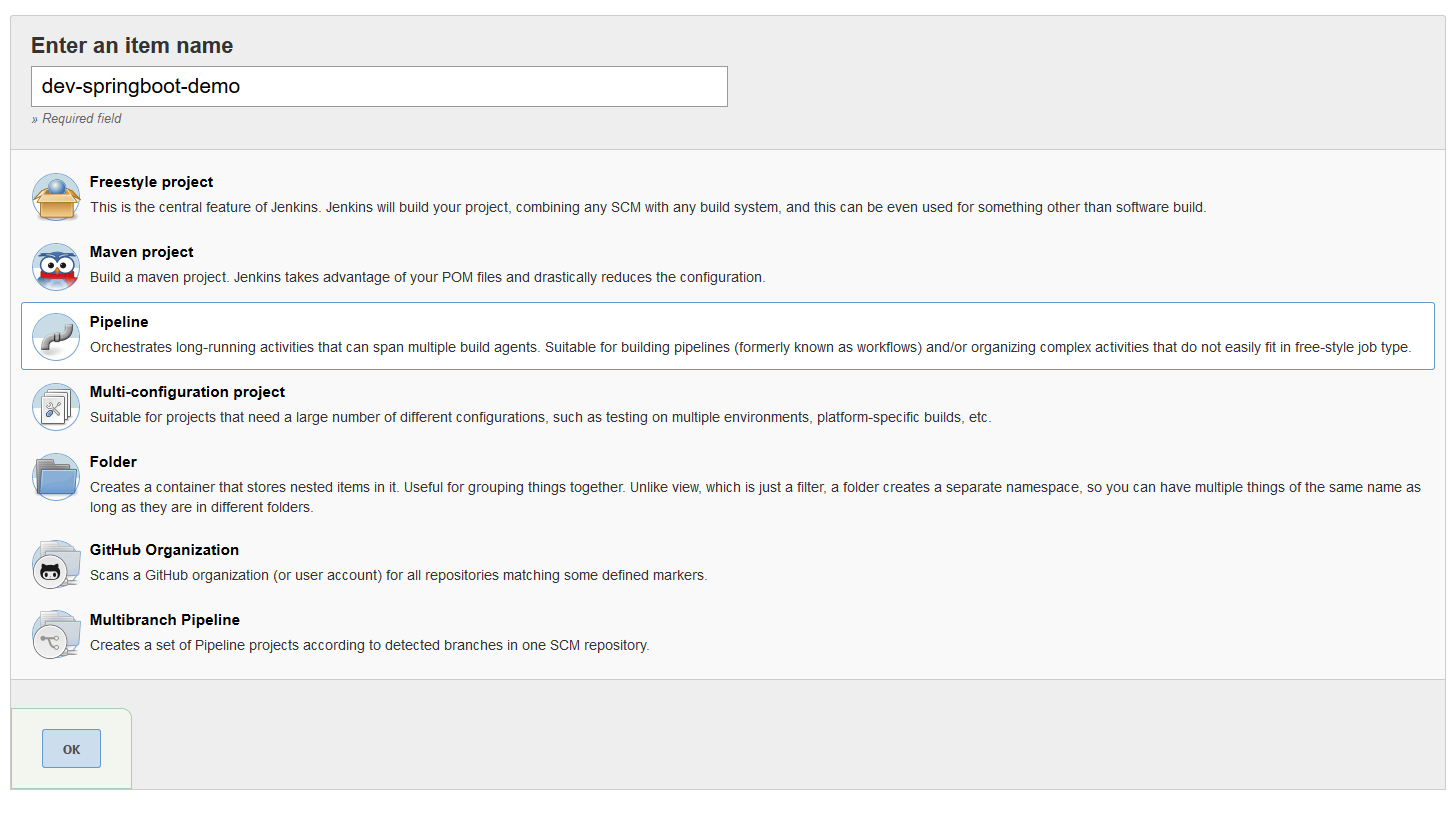 Enter an item name
dev-springboot-demo
» Required field
Freestyle project
This is the central feature of Jenkins. Jenkins will build your project, combining any SCM with any build system, and this can be even used for something other than software build.
Maven project
Build a maven project. Jenkins takes advantage of your POM files and drastically reduces the configuration.
Pipeline
Orchestrates long-running activities that can span multiple build agents. Suitable for building pipelines (formerly known as workflows) and/or organizing complex activities that do not easily fit in free-style job type.
Multi-configuration project
Suitable for projects that need a large number of different configurations, such as testing on multiple environments, platform-specific builds, etc.
Folder
Creates a container that stores nested items in it. Useful for grouping things together. Unlike view, which is just a filter, a folder creates a separate namespace, so you can have multiple things of the same name as
long as they are in different folders.
GitHub Organization
Scans a GitHub organization (or user account) for all repositories matching some defined markers.
Multibranch Pipeline
Creates a set of Pipeline projects according to detected branches in one SCM repository.
OK